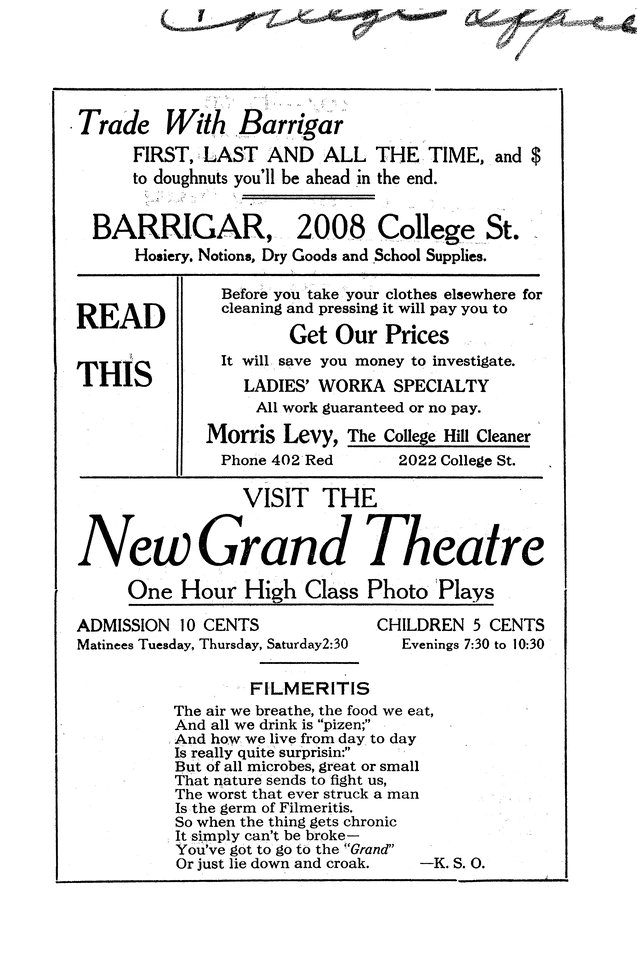 College Office
Trade With Barrigar
FIRST, LAST AND ALL THE TIME, and $
to doughnuts you'll be ahead in the end.
BARRIGAR, 2008 College St.
Hosiery, Notions, Dry Goods and School Supplies.
READ
THIS
Before you take your clothes elsewhere for
cleaning and pressing it will pay you to
Get Our Prices
It will save you money to investigate.
LADIES' WORKA SPECIALTY
All work guaranteed or no pay.
Morris Levy, The College Hill Cleaner
Phone 402 Red 2022 College St.
VISIT THE
New Grand Theatre
One Hour High Class Photo Plays
ADMISSION 10 CENTS CHILDREN 5 CENTS
Matinees Tuesday, Thursday, Saturday2:30 Evenings 7:30 to 10:30
FILMERITIS
The air we breathe, the food we eat,
And all we drink is "pizen;"
And how we live from day to day
Is really quite surprisin:"
But of all microbes, great or small
That nature sends to fight us,
The worst that ever struck a man
Is the germ of Filmeritis.
So when the thing gets chronic
It simply can't be broke—
You've got to go to the "Grand"
Or just lie down and croak. —K. S. O.